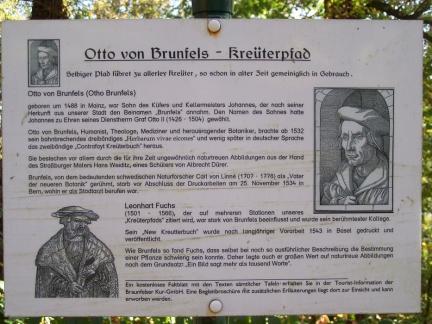 Otto von Brunfels - Kreüterpfad
Selbiger Pfad führet zu allerley Kreüter, so schon in alter Zeit gemeiniglich in Gebrauch.
Otto von Brunfels (Otho Brunfels)
geboren um 1488 in Mainz, war Sohn des Küfers und Kellermeisters Johannes, der nach seiner
Herkunft aus unserer Stadt den Beinamen „Brunfels" annahm. Den Namen des Sohnes hatte
Johannes zu Ehren seines Dienstherrn Graf Otto II (1426 - 1504) gewählt.
Otto von Brunfels, Humanist, Theologe, Mediziner und herausragender Botaniker, brachte ab 1532
sein bahnbrechendes dreibändiges „Herbarum vivae eicones" und wenig später in deutscher Sprache
das zweibändige „Contrafayt Kreüterbuch" heraus.
Sie bestechen vor allem durch die für ihre Zeit ungewöhnlich naturtreuen Abbildungen aus der Hand
des Straßburger Malers Hans Weiditz, eines Schülers von Albrecht Dürer.
Brunfels, von dem bedeutenden schwedischen Naturforscher Carl von Linné (1707 - 1778) als „Vater
der neueren Botanik" gerühmt, starb vor Abschluss der Druckarbeiten am 25. November 1534 in
Bern, wohin er als Stadtarzt berufen war.
Leonhart Fuchs
(1501 - 1566), der auf mehreren Stationen unseres
„Kreüterpfades" zitiert wird, war stark von Brunfels beeinflusst und wurde sein berühmtester Kollege.
Sein „New Kreutterbuch" wurde nach langjähriger Vorarbeit 1543 in Basel gedruckt und
veröffentlicht.
Wie Brunfels so fand Fuchs, dass selbst bei noch so ausführlicher Beschreibung die Bestimmung
einer Pflanze schwierig sein konnte. Daher legte auch er großen Wert auf naturtreue Abbildungen
nach dem Grundsatz: „Ein Bild sagt mehr als tausend Worte".
Ein kostenloses Faltblatt mit den Texten sämtlicher Tafeln erhalten Sie in der Tourist-Information der
Braunfelser Kur-GmbH. Eine Begleitbroschüre mit zusätzlichen Erläuterungen liegt dort zur Einsicht und kann
erworben werden.